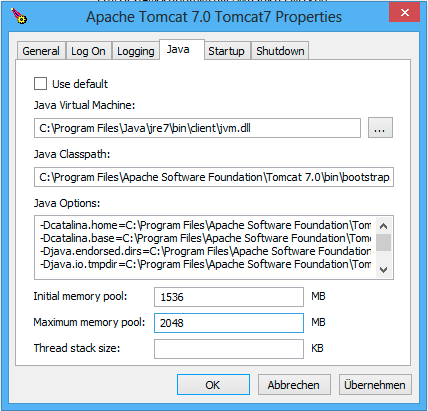 Apache Tomcat 7.0 Tomcat7 Properties
General Log On Logging Java Startup Shutdown
Use default
Java Virtual Machine:
C:\Program Files\Java\jre7\bin\client\jvm.dll ...
Java Classpath:
C:\Program Files\Apache Software Foundation\Tomcat 7.0\bin\bootstrap
Java Options:
-Dcatalina.home=C:\Program Files\Apache Software Foundation\Tom
-Dcatalina.base=C:\Program Files\Apache Software Foundation\Tom
-Djava.endorsed.dirs=C:\Program Files\Apache Software Foundation\
-Djava.io.tmpdir=C:\Program Files\Apache Software Foundation\Tom
Initial memory pool: 1536 MB
Maximum memory pool: 2048 MB
Thread stack size: KB
OK Abbrechen Übernehmen